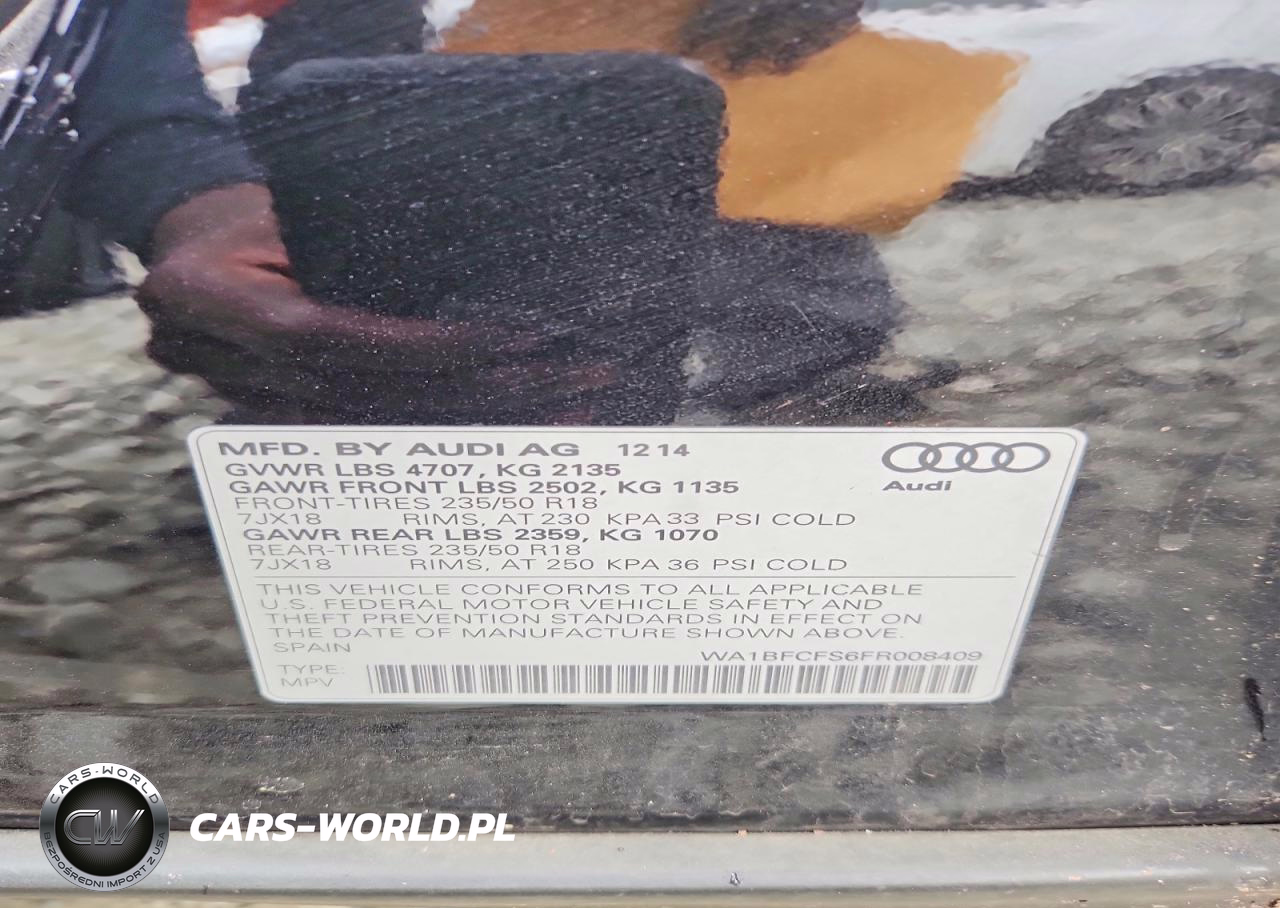 MFD. BY AUDI AG 1214
GVWR LBS 4707, KG 2135
GAWR FRONT LBS 2502, KG 1135
FRONT-TIRES 235/50 R18
7JX18 RIMS, AT 230 KPA 33 PSI COLD
GAWR REAR LBS 2359, KG 1070
REAR-TIRES 235/50 R18
7JX18 RIMS, AT 250 KPA 36 PSI COLD
Audi
THIS VEHICLE CONFORMS TO ALL APPLICABLE
U.S. FEDERAL MOTOR VEHICLE SAFETY AND
THEFT PREVENTION STANDARDS IN EFFECT ON
THE DATE OF MANUFACTURE SHOWN ABOVE.
SPAIN
WA1BFCFS6FR008409
TYPE:
MPV
CARS-WORLD
CW
BEZPOŚREDNI IMPORT Z USA
CARS-WORLD.PL